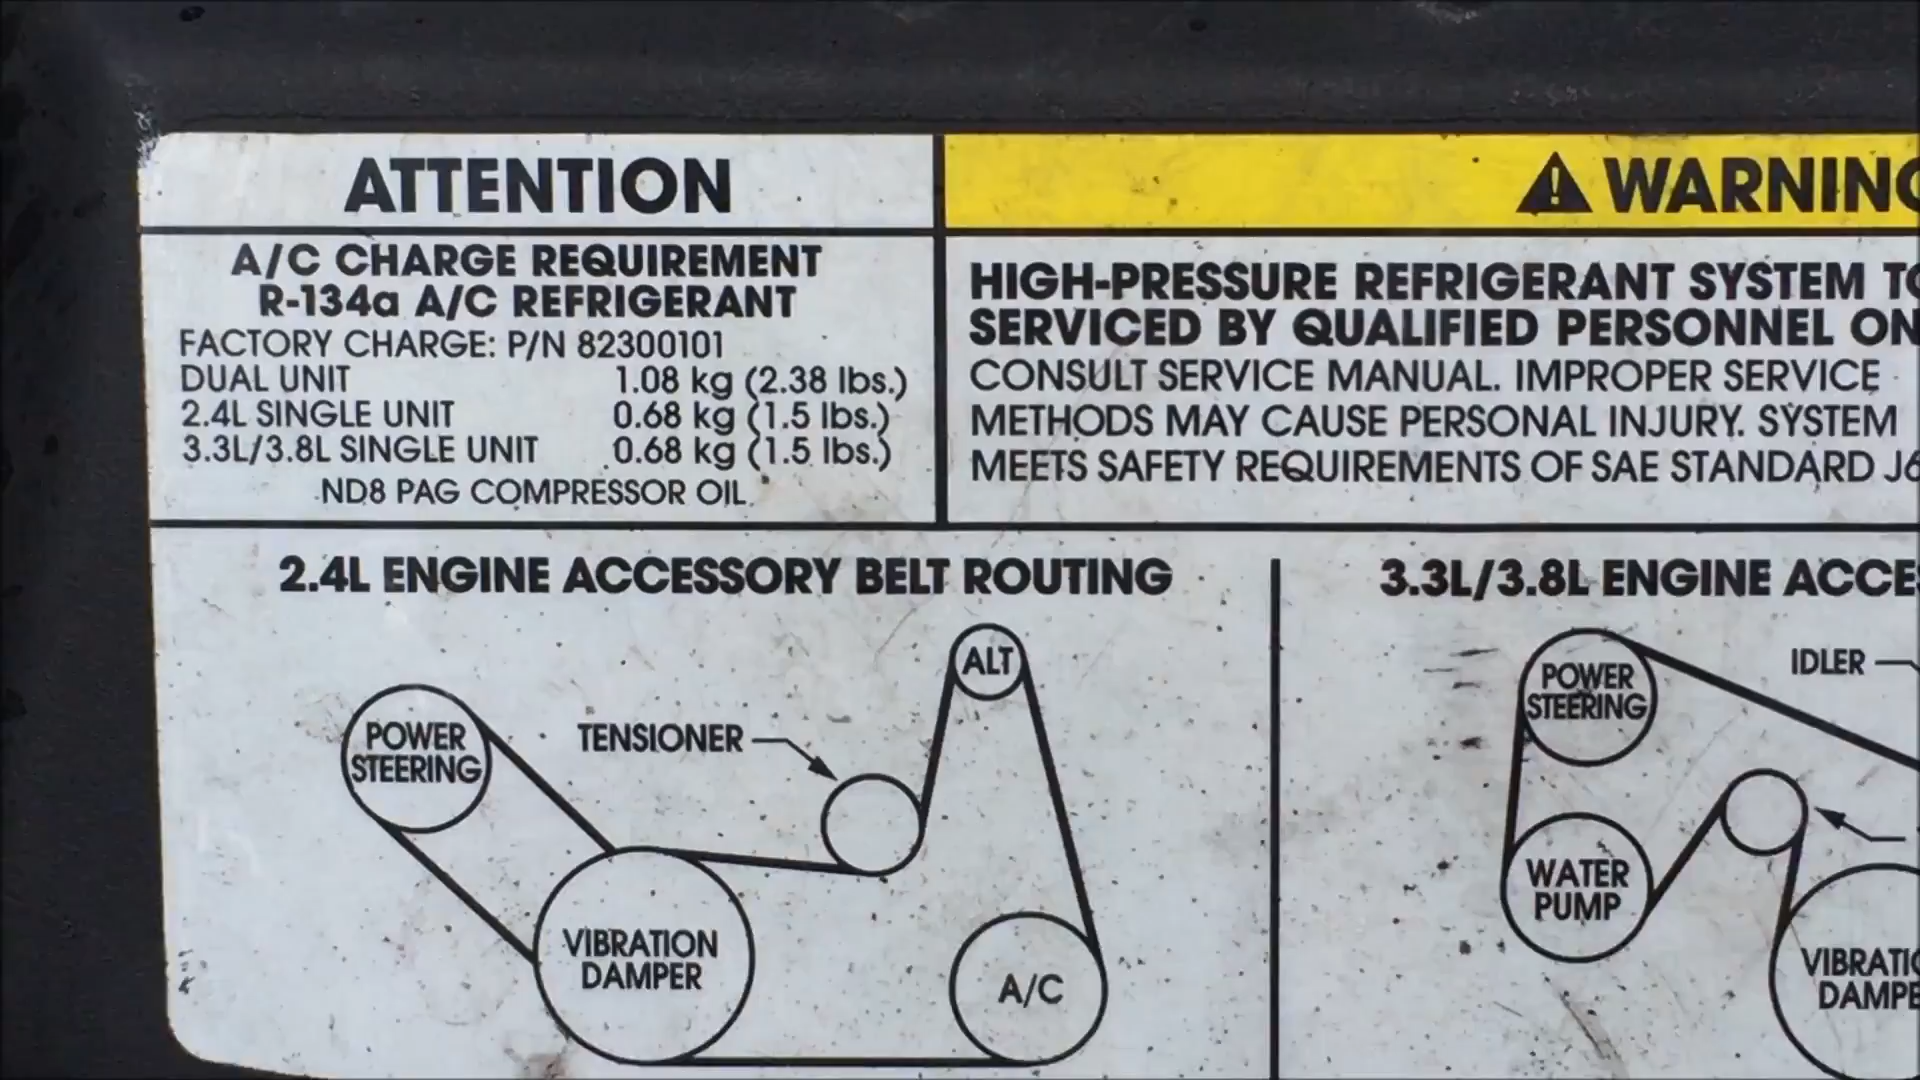 ATTENTION
A/C CHARGE REQUIREMENT
R-134a A/C REFRIGERANT
FACTORY CHARGE: P/N 82300101
DUAL UNIT 1.08 kg (2.38 lbs.)
2.4L SINGLE UNIT 0.68 kg (1.5 lbs.)
3.3L/3.8L SINGLE UNIT 0.68 kg (1.5 lbs.)
ND8 PAG COMPRESSOR OIL
WARNING
HIGH-PRESSURE REFRIGERANT SYSTEM
SERVICED BY QUALIFIED PERSONNEL
CONSULT SERVICE MANUAL. IMPROPER SERVICE
METHODS MAY CAUSE PERSONAL INJURY. SYSTEM
MEETS SAFETY REQUIREMENTS OF SAE STANDARD
2.4L ENGINE ACCESSORY BELT ROUTING
ALT
POWER
STEERING
TENSIONER
VIBRATION
DAMPER
A/C
3.3L/3.8L ENGINE
POWER
STEERING
IDLER
WATER
PUMP